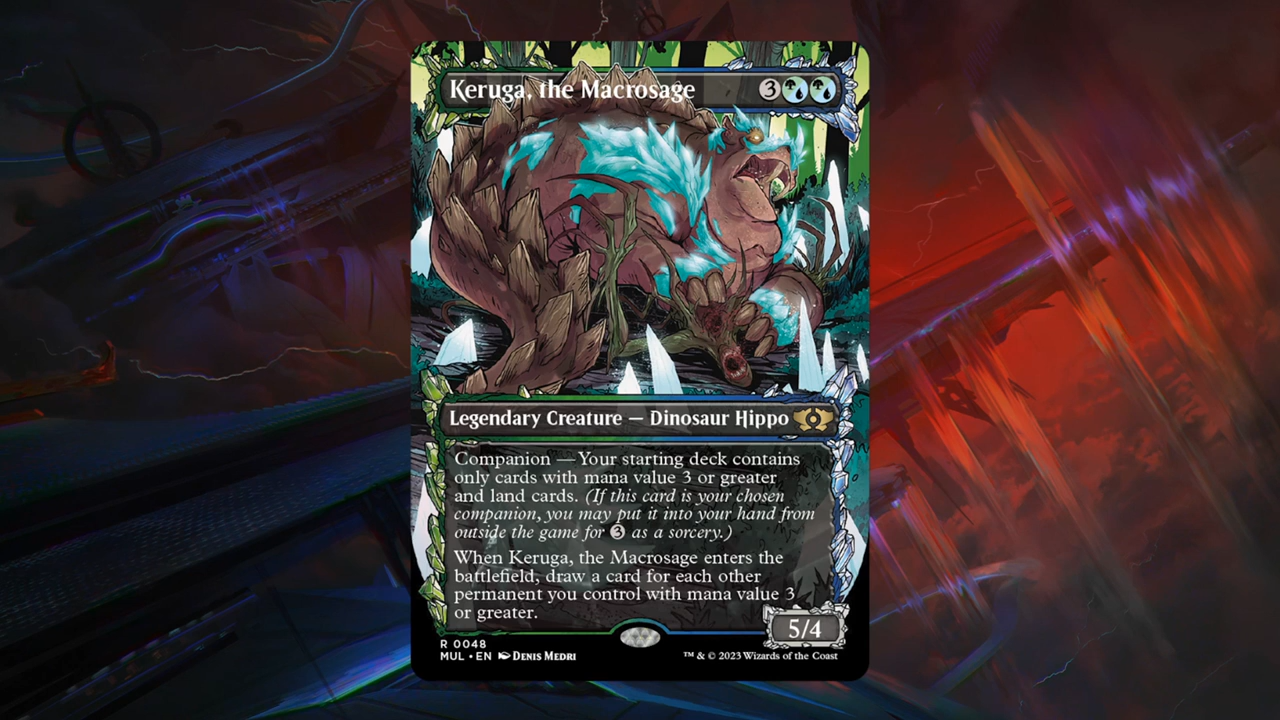 Keruga, the Macrosage 3
Legendary Creature — Dinosaur Hippo
Companion — Your starting deck contains
only cards with mana value 3 or greater
and land cards. (If this card is your chosen
companion, you may put it into your hand from
outside the game for 3 as a sorcery.)
When Keruga, the Macrosage enters the
battlefield, draw a card for each other
permanent you control with mana value 3
or greater.
5/4
R 0048
MUL • EN Denis Medri
™ & © 2023 Wizards of the Coast